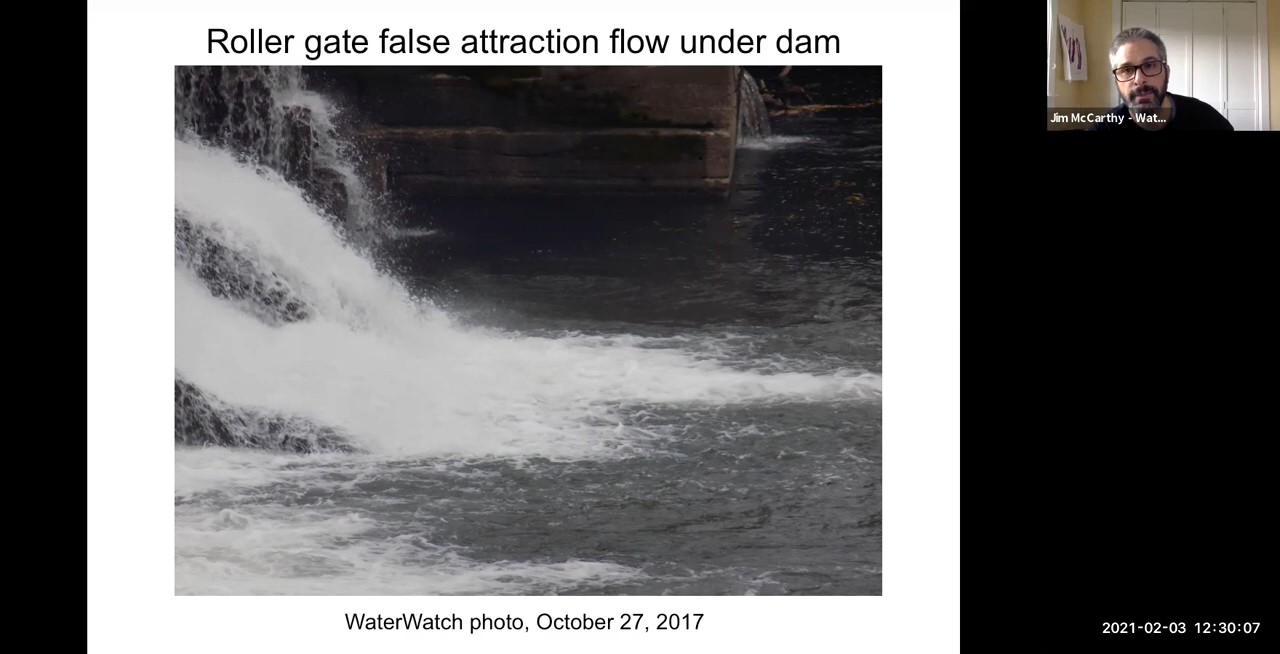 Roller gate false attraction flow under dam
Jim McCarthy - Wat...
WaterWatch photo, October 27, 2017
2021-02-03 12:30:07